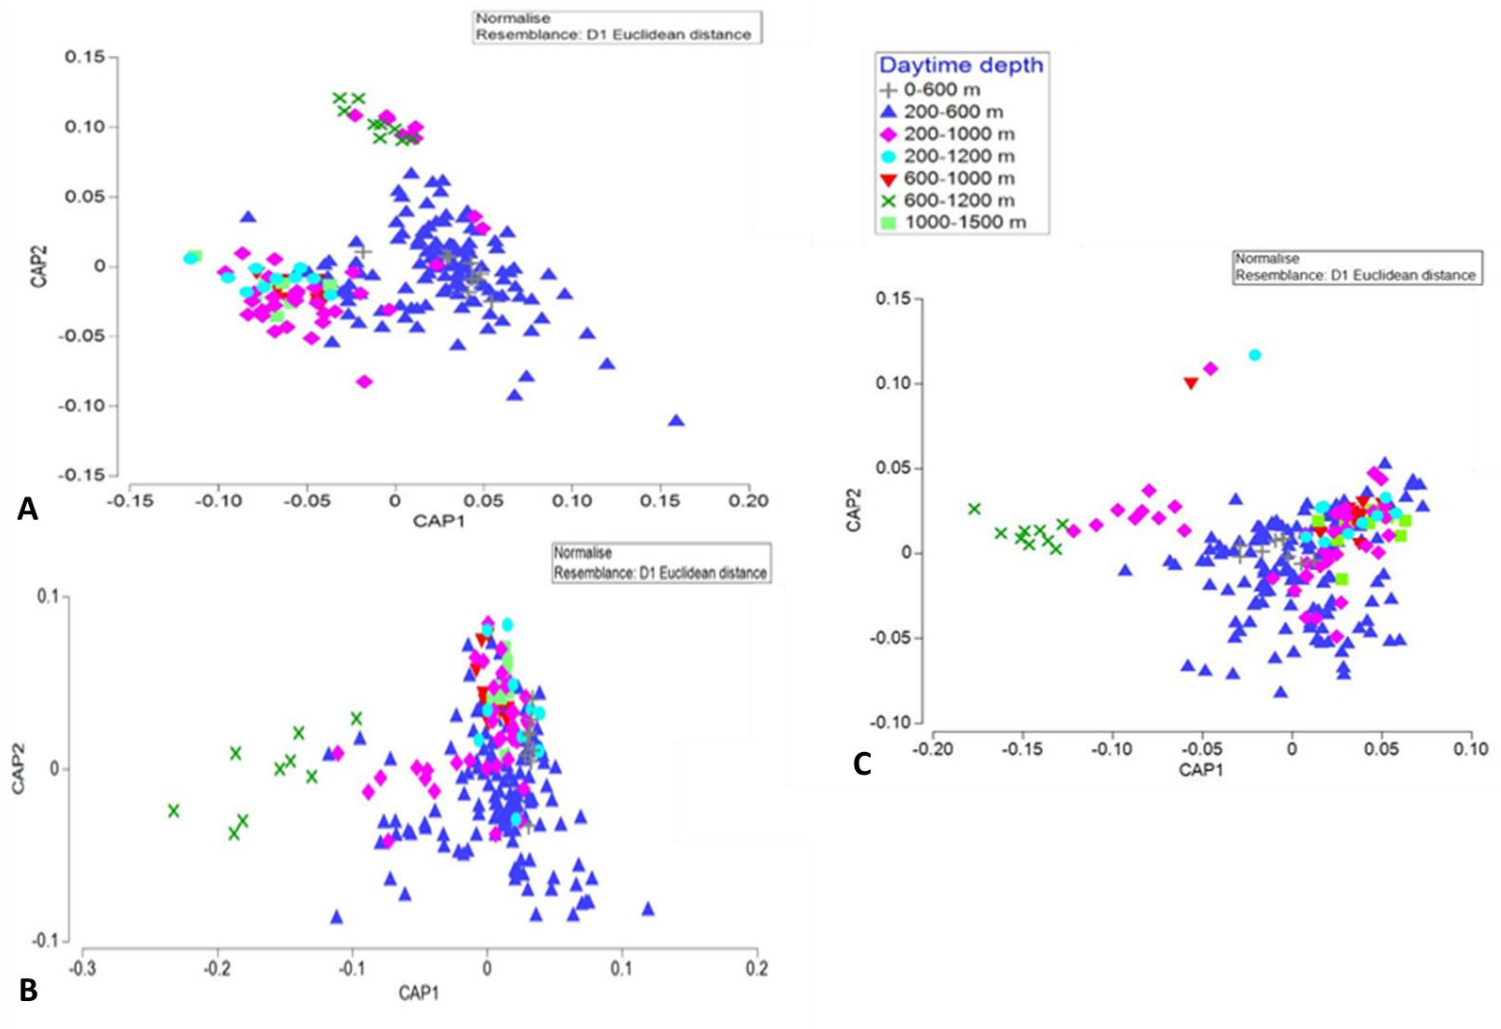 Normalise
Resemblance: D1 Euclidean distance
0.15
0.10
0.05
0
-0.05
-0.10
-0.15
CAP2
-0.15
-0.10
-0.05
0
0.05
0.10
0.15
0.20
CAP1
A
Daytime depth
0-600 m
200-600 m
200-1000 m
200-1200 m
600-1000 m
600-1200 m
1000-1500 m
Normalise
Resemblance: D1 Euclidean distance
0.1
0
-0.1
CAP2
-0.3
-0.2
-0.1
0
0.1
0.2
CAP1
B
Normalise
Resemblance: D1 Euclidean distance
0.15
0.10
0.05
0
-0.05
-0.10
CAP2
-0.20
-0.15
-0.10
-0.05
0
0.05
0.10
CAP1
C